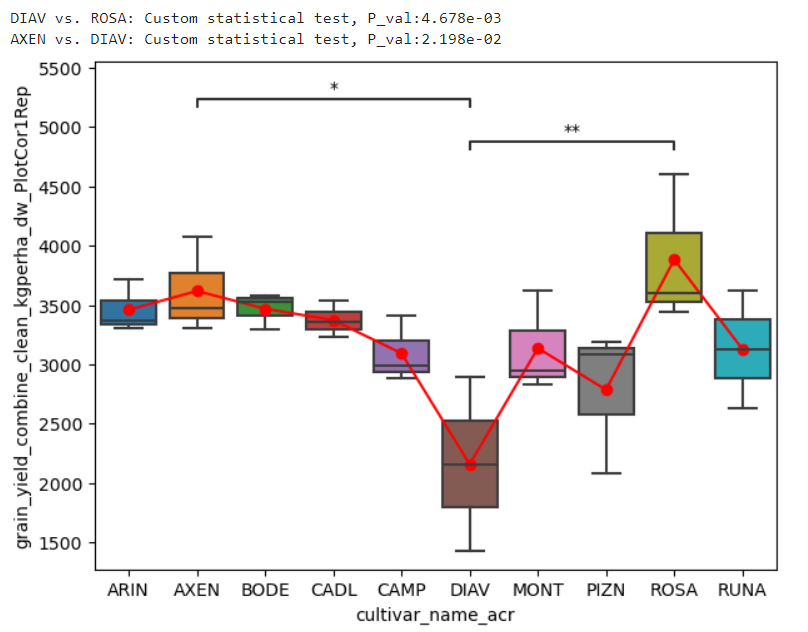 DIAV vs. ROSA: Custom statistical test, P_val:4.678e-03
AXEN vs. DIAV: Custom statistical test, P_val:2.198e-02
5500
5000
4500
4000
3500
3000
2500
2000
1500
grain_yield_combine_clean_kgperha_dw_PlotCor1Rep
*
**
ARIN AXEN BODE CADL CAMP DIAV MONT PIZN ROSA RUNA
cultivar_name_acr